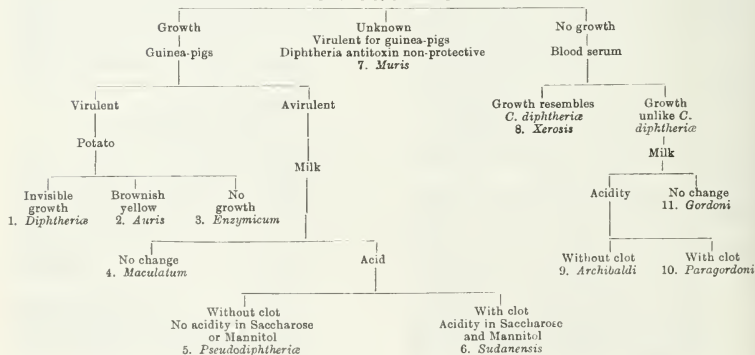 Growth
Guinea-pigs
Unknown
Virulent for guinea-pigs
Diphtheria antitoxin non-protective
7. Muris
No growth
Blood serum
Virulent
Avirulent
Growth resembles
C. diphtheriæ
8. Xerosis
Growth
unlike C.
diphtheriæ
Potato
Milk
Milk
Invisible
growth
1. Diphtheriæ
Brownish
yellow
2. Auris
No
growth
3. Enzymicum
Acidity
No change
11. Gordoni
No change
4. Maculatum
Acid
Without clot
9. Archibaldi
With clot
10. Paragordoni
Without clot
No acidity in Saccharose
or Mannitol
5. Pseudodiphtheriæ
With clot
Acidity in Saccharose
and Mannitol
6. Sudanensis